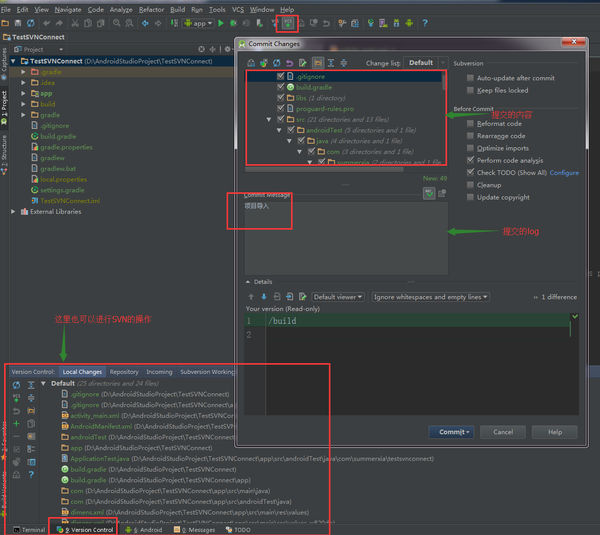 File Edit View Navigate Code Analyze Refactor Build Run Tools VCS Window Help
app
TestSVNConnect
Project
TestSVNConnect (D:\AndroidStudioProject\TestSVNConnect)
.gradle
.idea
app
build
gradle
.gitignore
build.gradle
gradle.properties
gradlew
gradlew.bat
local.properties
settings.gradle
TestSVNConnect.iml
External Libraries
Captures
1: Project
7: Structure
2: Favorites
Build Variants
这里也可以进行SVN的操作
Commit Changes
Change list: Default
.gitignore
build.gradle
libs (1 directory)
proguard-rules.pro
src (21 directories and 13 files)
androidTest (5 directories and 1 file)
java (4 directories and 1 file)
com (3 directories and 1 file)
summerxia (2 directories and 1 file)
New: 49
提交的内容
Commit Message
项目导入
提交的log
Subversion
Auto-update after commit
Keep files locked
Before Commit
Reformat code
Rearrange code
Optimize imports
Perform code analysis
Check TODO (Show All) Configure
Cleanup
Update copyright
Details
Default viewer
Ignore whitespaces and empty lines
1 difference
Your version (Read-only)
1 /build
2
Commit
Cancel
Help
Version Control: Local Changes Repository Incoming Subversion Working
Default (25 directories and 24 files)
.gitignore (D:\AndroidStudioProject\TestSVNConnect)
.gitignore (D:\AndroidStudioProject\TestSVNConnect\a
activity_main.xml (D:\AndroidStudioProject\TestSVNCo
AndroidManifest.xml (D:\AndroidStudioProject\TestSVN
androidTest (D:\AndroidStudioProject\TestSVNConnect
app (D:\AndroidStudioProject\TestSVNConnect)
ApplicationTest.java (D:\AndroidStudioProject\TestSVNConnect\app\src\androidTest\java\com\summerxia\testsvnconnect)
build.gradle (D:\AndroidStudioProject\TestSVNConnect)
build.gradle (D:\AndroidStudioProject\TestSVNConnect\app)
com (D:\AndroidStudioProject\TestSVNConnect\app\src\main\java)
com (D:\AndroidStudioProject\TestSVNConnect\app\src\androidTest\java)
dimens.xml (D:\AndroidStudioProject\TestSVNConnect\app\src\main\res\values)
Terminal 9: Version Control 6: Android 0: Messages TODO